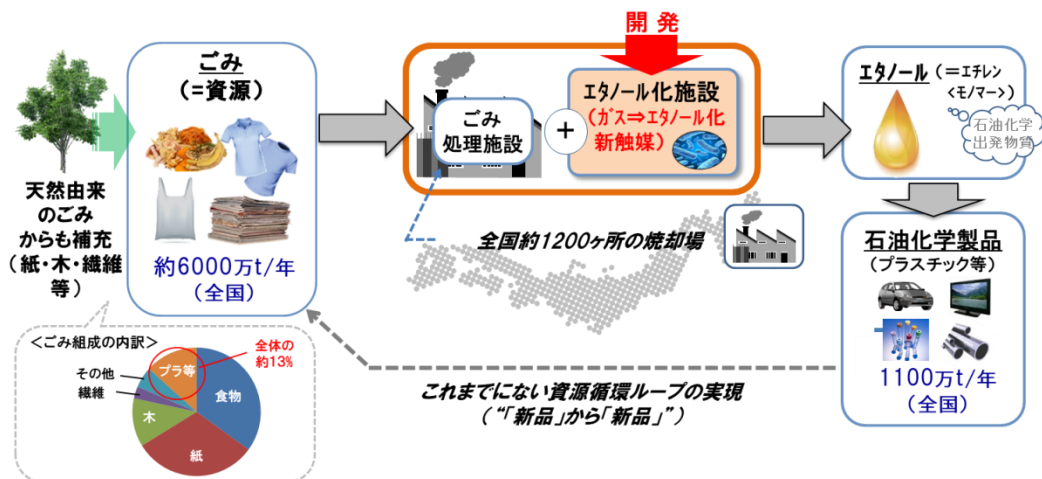 開 発
ごみ
(=資源)
約6000万t/年
(全国)
天然由来
のごみ
からも補充
(紙・木・繊維
等)
ごみ
処理施設
+
エタノール化施設
(ガス⇒エタノール化
新触媒)
エタノール(=エチレン
<モノマー>)
石油化学
出発物質
全国約1200ヶ所の焼却場
石油化学製品
(プラスチック等)
1100万t/年
(全国)
<ごみ組成の内訳>
全体の
約13%
プラ等
その他
繊維
木
紙
食物
これまでにない資源循環ループの実現
(“「新品」から「新品」”)